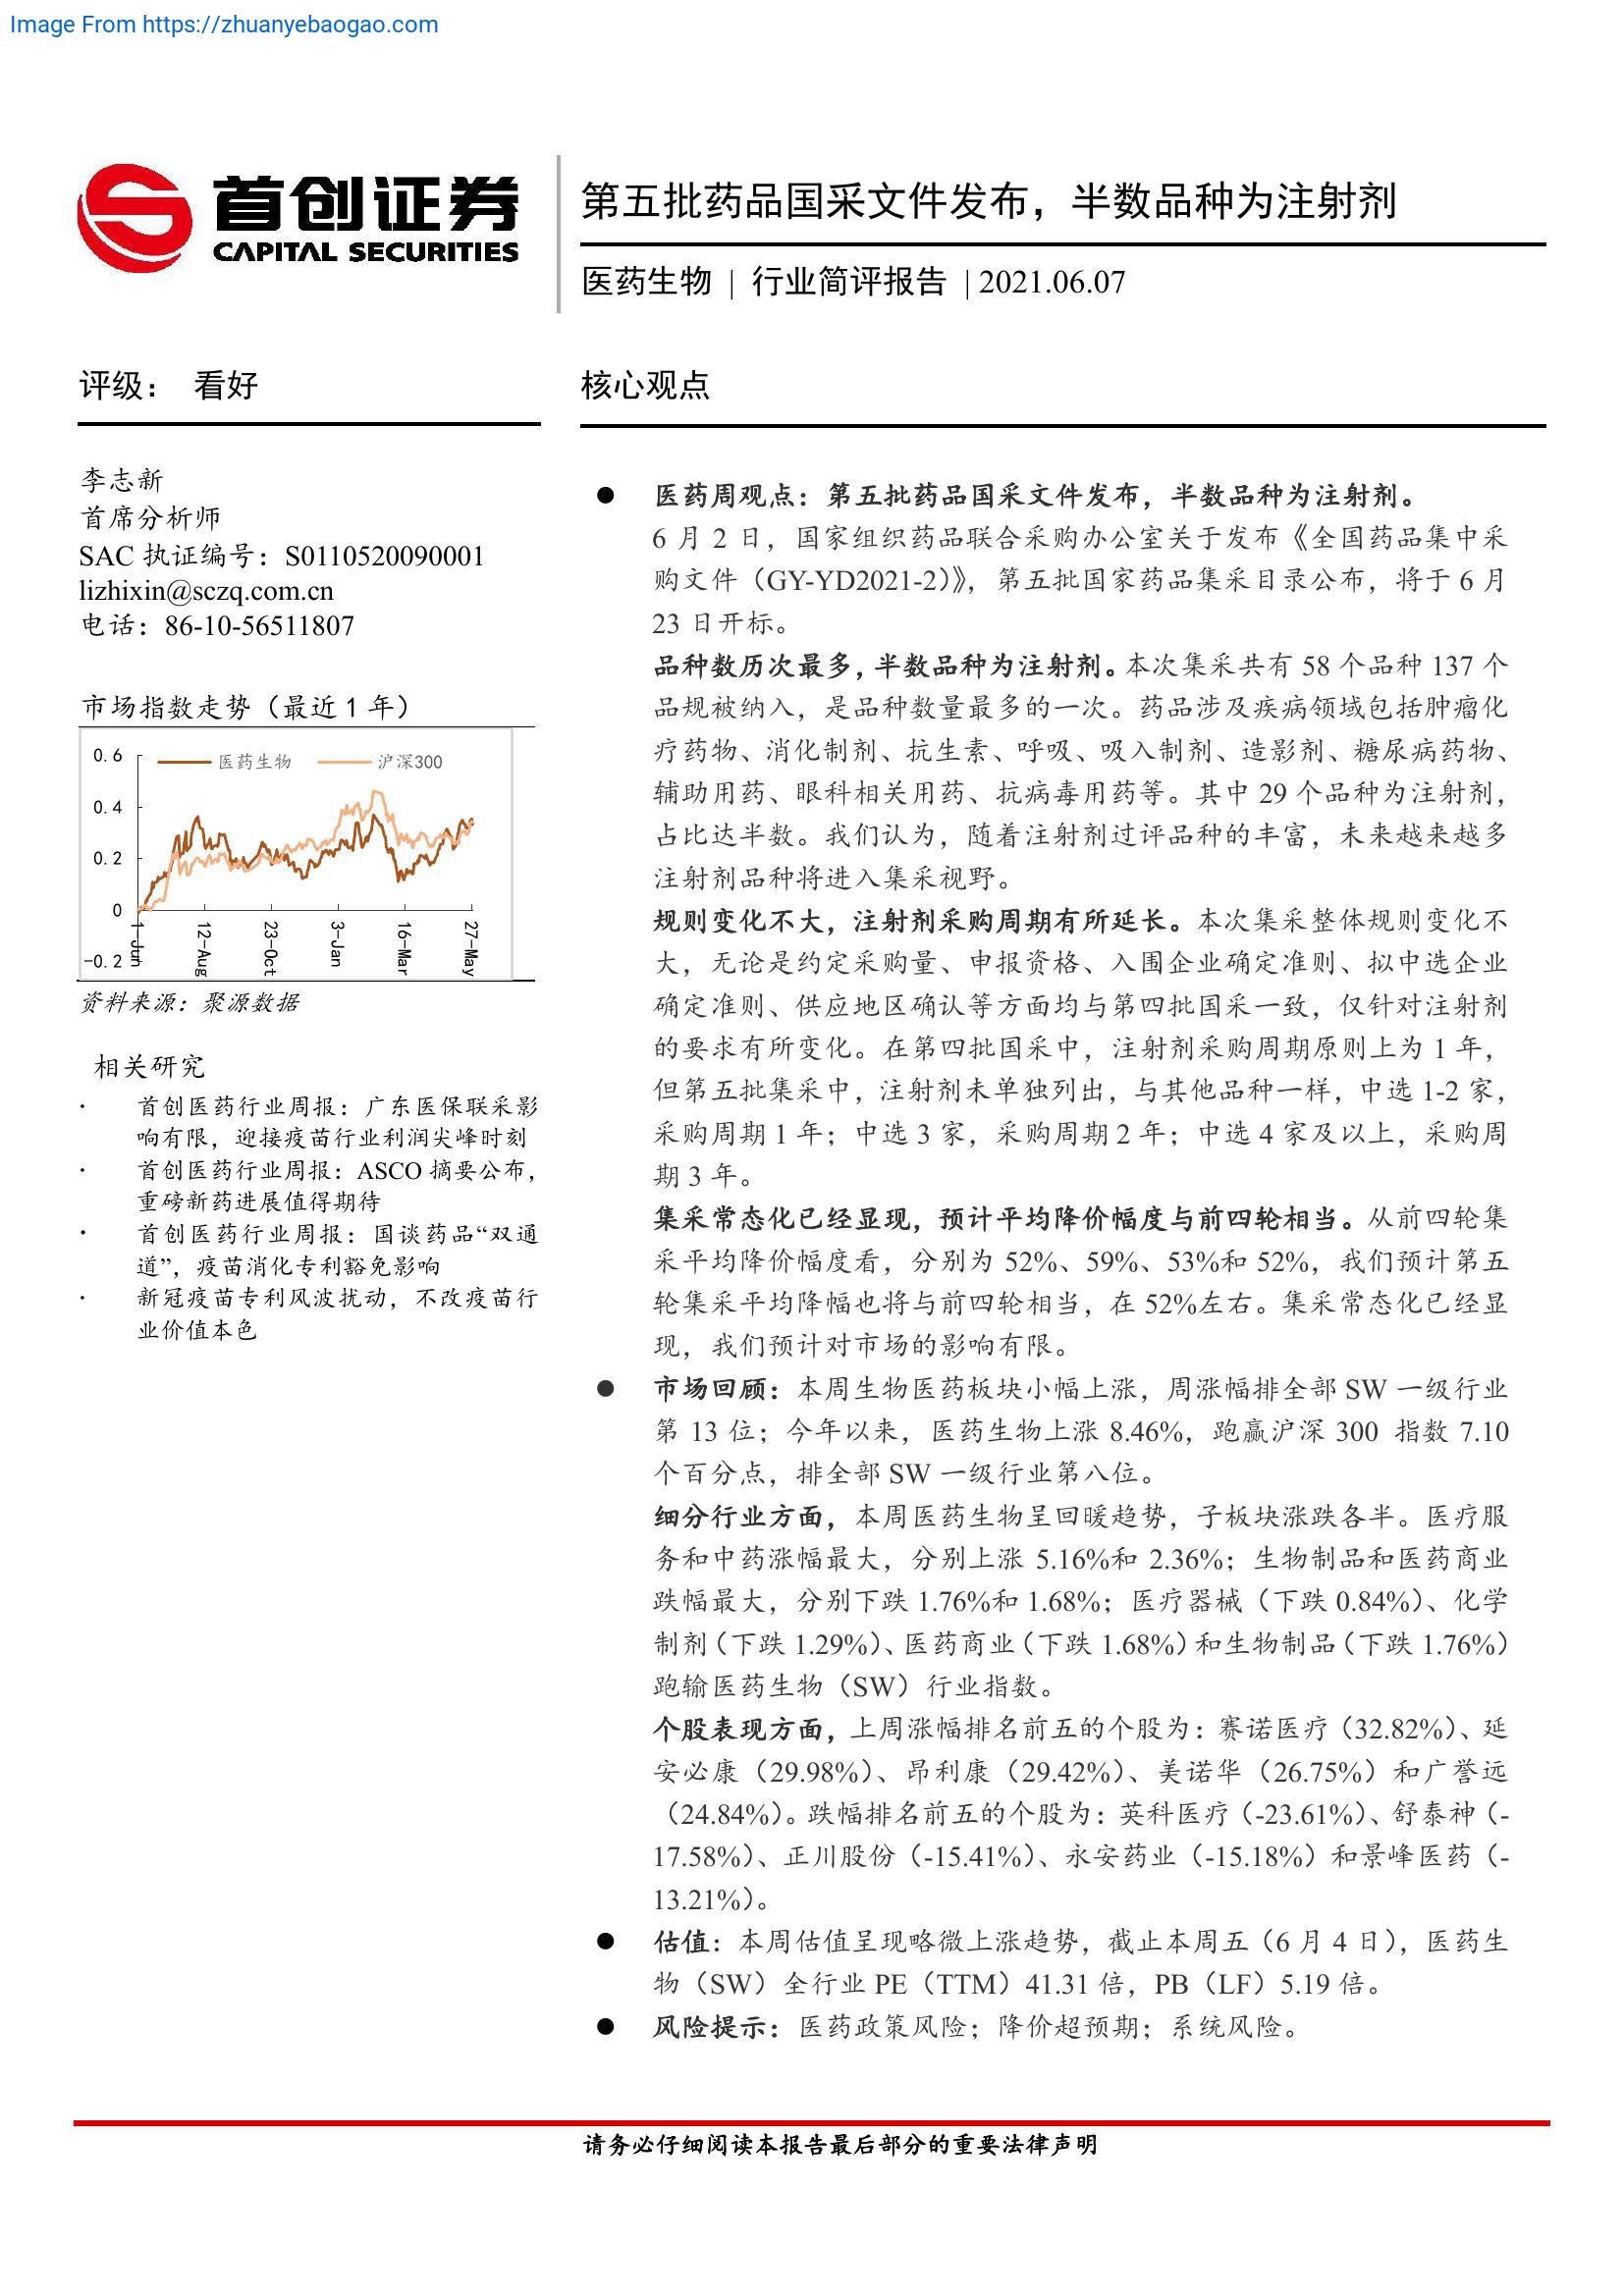 Image From https://zhuanyebaogao.com
首创证券
CAPITAL SECURITIES
第五批药品国采文件发布，半数品种为注射剂
医药生物 | 行业简评报告 | 2021.06.07
评级： 看好
李志新
首席分析师
SAC 执证编号：S0110520090001
lizhixin@sczq.com.cn
电话：86-10-56511807
市场指数走势（最近 1 年）
医药生物 沪深300
0.6
0.4
0.2
0
-0.2
1-Jun 12-Aug 23-Oct 3-Jan 16-Mar 27-May
资料来源：聚源数据
相关研究
· 首创医药行业周报：广东医保联采影
响有限，迎接疫苗行业利润尖峰时刻
· 首创医药行业周报：ASCO 摘要公布，
重磅新药进展值得期待
· 首创医药行业周报：国谈药品“双通
道”，疫苗消化专利豁免影响
· 新冠疫苗专利风波扰动，不改疫苗行
业价值本色
核心观点
● 医药周观点：第五批药品国采文件发布，半数品种为注射剂。
6 月 2 日，国家组织药品联合采购办公室关于发布《全国药品集中采
购文件（GY-YD2021-2）》，第五批国家药品集采目录公布，将于 6 月
23 日开标。
品种数历次最多，半数品种为注射剂。本次集采共有 58 个品种 137 个
品规被纳入，是品种数量最多的一次。药品涉及疾病领域包括肿瘤化
疗药物、消化制剂、抗生素、呼吸、吸入制剂、造影剂、糖尿病药物、
辅助用药、眼科相关用药、抗病毒用药等。其中 29 个品种为注射剂，
占比达半数。我们认为，随着注射剂过评品种的丰富，未来越来越多
注射剂品种将进入集采视野。
规则变化不大，注射剂采购周期有所延长。本次集采整体规则变化不
大，无论是约定采购量、申报资格、入围企业确定准则、拟中选企业
确定准则、供应地区确认等方面均与第四批国采一致，仅针对注射剂
的要求有所变化。在第四批国采中，注射剂采购周期原则上为 1 年，
但第五批集采中，注射剂未单独列出，与其他品种一样，中选 1-2 家，
采购周期 1 年；中选 3 家，采购周期 2 年；中选 4 家及以上，采购周
期 3 年。
集采常态化已经显现，预计平均降价幅度与前四轮相当。从前四轮集
采平均降价幅度看，分别为 52%、59%、53%和 52%，我们预计第五
轮集采平均降幅也将与前四轮相当，在 52%左右。集采常态化已经显
现，我们预计对市场的影响有限。
● 市场回顾：本周生物医药板块小幅上涨，周涨幅排全部 SW 一级行业
第 13 位；今年以来，医药生物上涨 8.46%，跑赢沪深 300 指数 7.10
个百分点，排全部 SW 一级行业第八位。
细分行业方面，本周医药生物呈回暖趋势，子板块涨跌各半。医疗服
务和中药涨幅最大，分别上涨 5.16%和 2.36%；生物制品和医药商业
跌幅最大，分别下跌 1.76%和 1.68%；医疗器械（下跌 0.84%）、化学
制剂（下跌 1.29%）、医药商业（下跌 1.68%）和生物制品（下跌 1.76%）
跑输医药生物（SW）行业指数。
个股表现方面，上周涨幅排名前五的个股为：赛诺医疗（32.82%）、延
安必康（29.98%）、昂利康（29.42%）、美诺华（26.75%）和广誉远
（24.84%）。跌幅排名前五的个股为：英科医疗（-23.61%）、舒泰神（-
17.58%）、正川股份（-15.41%）、永安药业（-15.18%）和景峰医药（-
13.21%）。
● 估值：本周估值呈现略微上涨趋势，截止本周五（6 月 4 日），医药生
物（SW）全行业 PE（TTM）41.31 倍，PB（LF）5.19 倍。
● 风险提示：医药政策风险；降价超预期；系统风险。
请务必仔细阅读本报告最后部分的重要法律声明